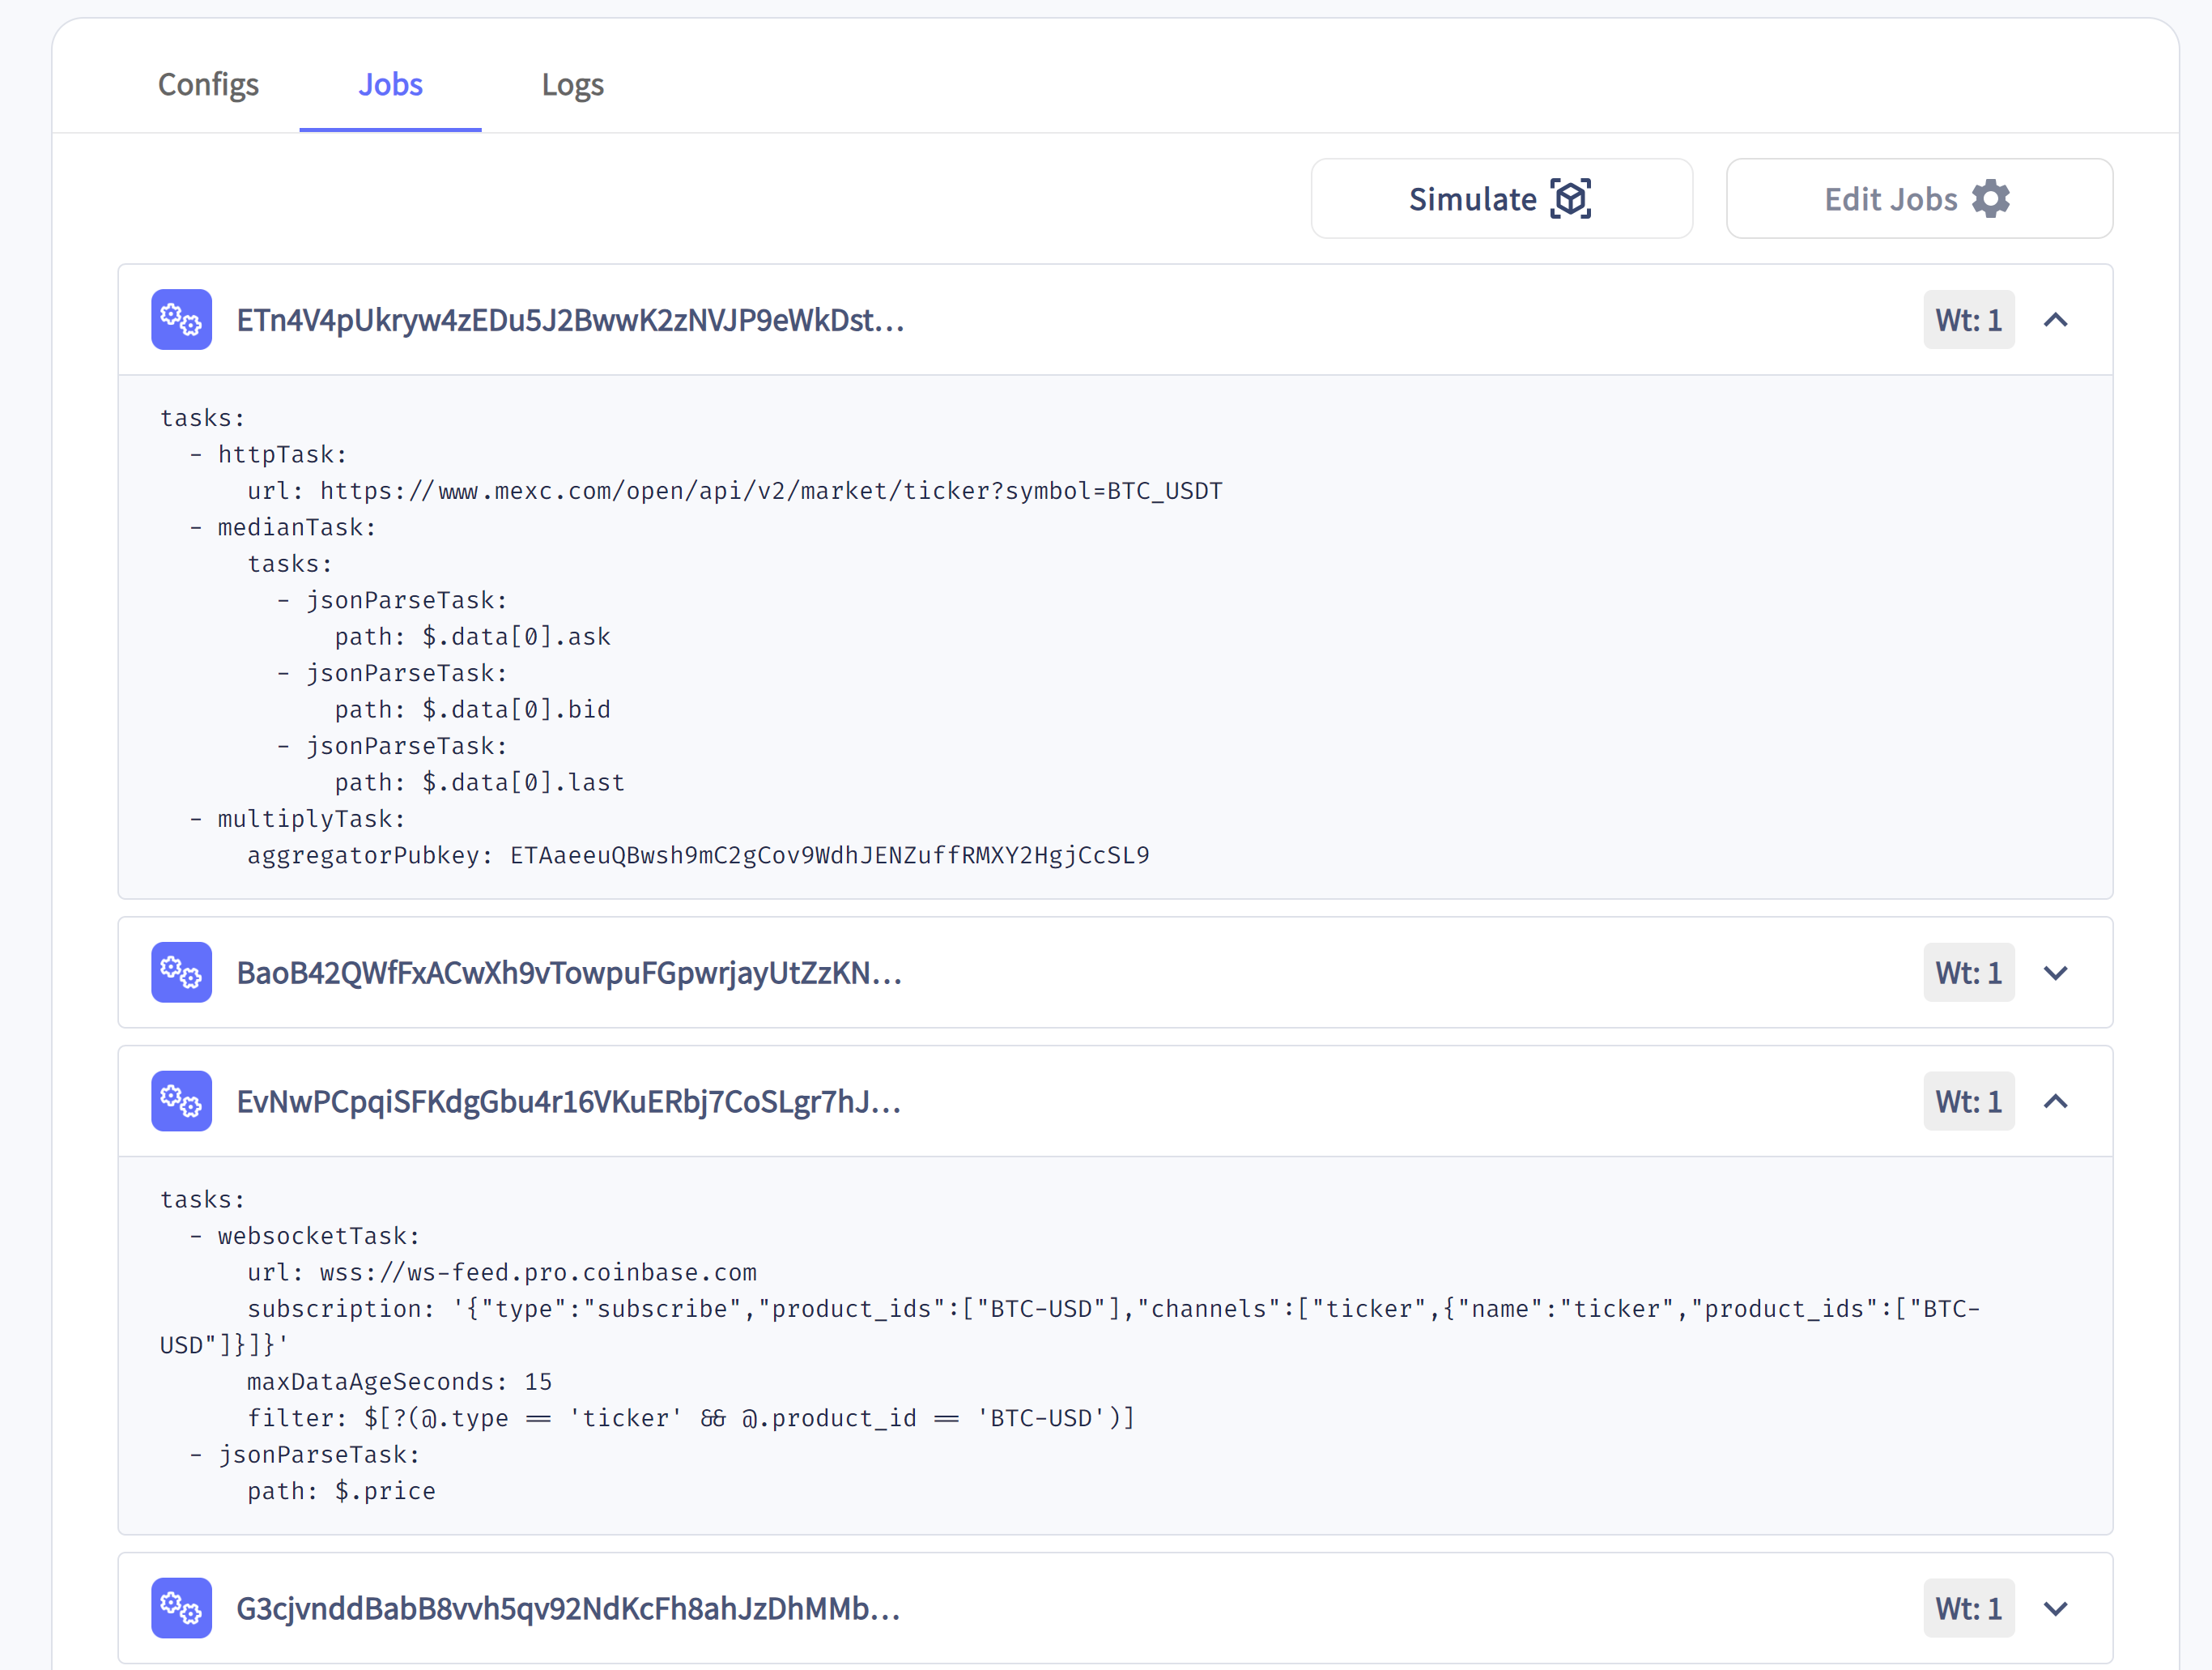 Configs Jobs Logs
Simulate Edit Jobs
ETn4V4pUkryw4zEDu5J2BwwK2zNVJP9eWkDst... Wt: 1
tasks:
  - httpTask:
      url: https://www.mexc.com/open/api/v2/market/ticker?symbol=BTC_USDT
  - medianTask:
      tasks:
        - jsonParseTask:
            path: $.data[0].ask
        - jsonParseTask:
            path: $.data[0].bid
        - jsonParseTask:
            path: $.data[0].last
  - multiplyTask:
      aggregatorPubkey: ETAaeeuQBwsh9mC2gCov9WdhJENZuffRMXY2HgjCcSL9
BaoB42QWfFxACwXh9vTowpuFGpwrjayUtZzKN... Wt: 1
EvNwPCpqiSFKdgGbu4r16VKuERbj7CoSLgr7hJ... Wt: 1
tasks:
  - websocketTask:
      url: wss://ws-feed.pro.coinbase.com
      subscription: '{"type":"subscribe","product_ids":["BTC-USD"],"channels":["ticker",{"name":"ticker","product_ids":["BTC-
USD"]}]}'
      maxDataAgeSeconds: 15
      filter: $[?(@.type == 'ticker' && @.product_id == 'BTC-USD')]
  - jsonParseTask:
      path: $.price
G3cjvnddBabB8vvh5qv92NdKcFh8ahJzDhMMb... Wt: 1